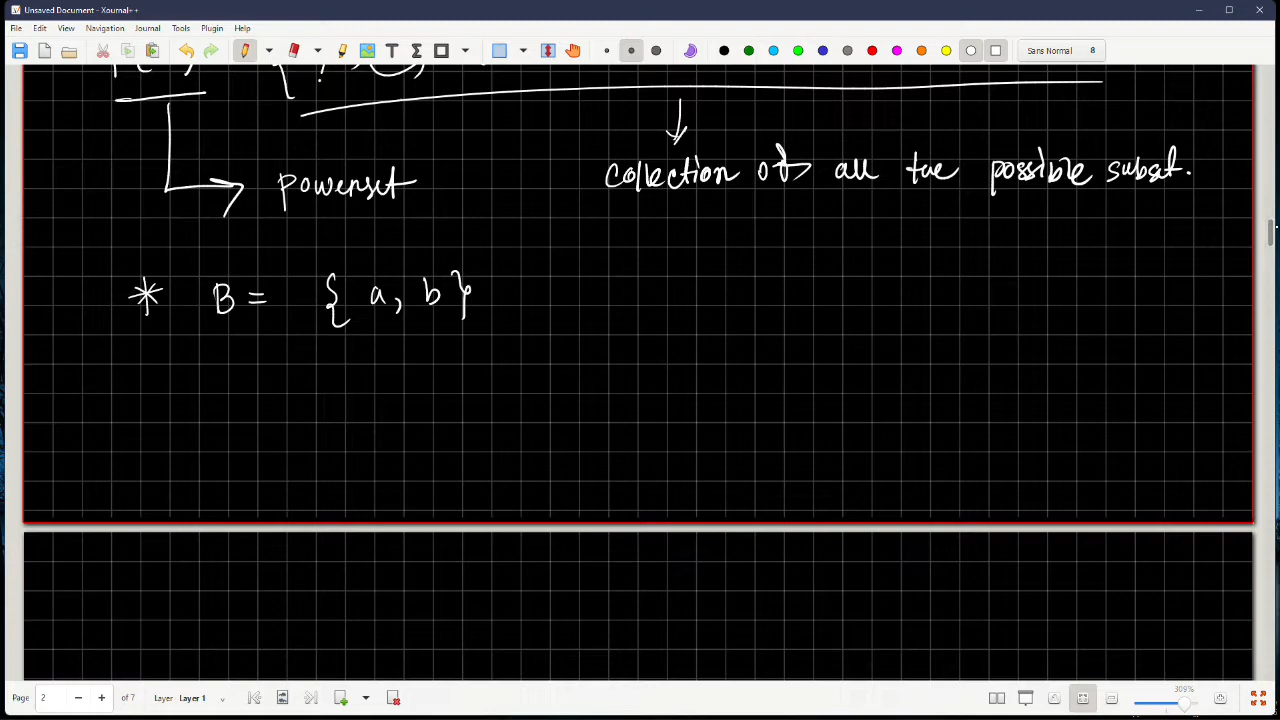 Unsaved Document - Xournal++
File Edit View Navigation Journal Tools Plugin Help
Sans Normal 8
collection of all the possible subset.
powerset
* B = { a, b }
Page 2 of 7 Layer Layer 1 309%